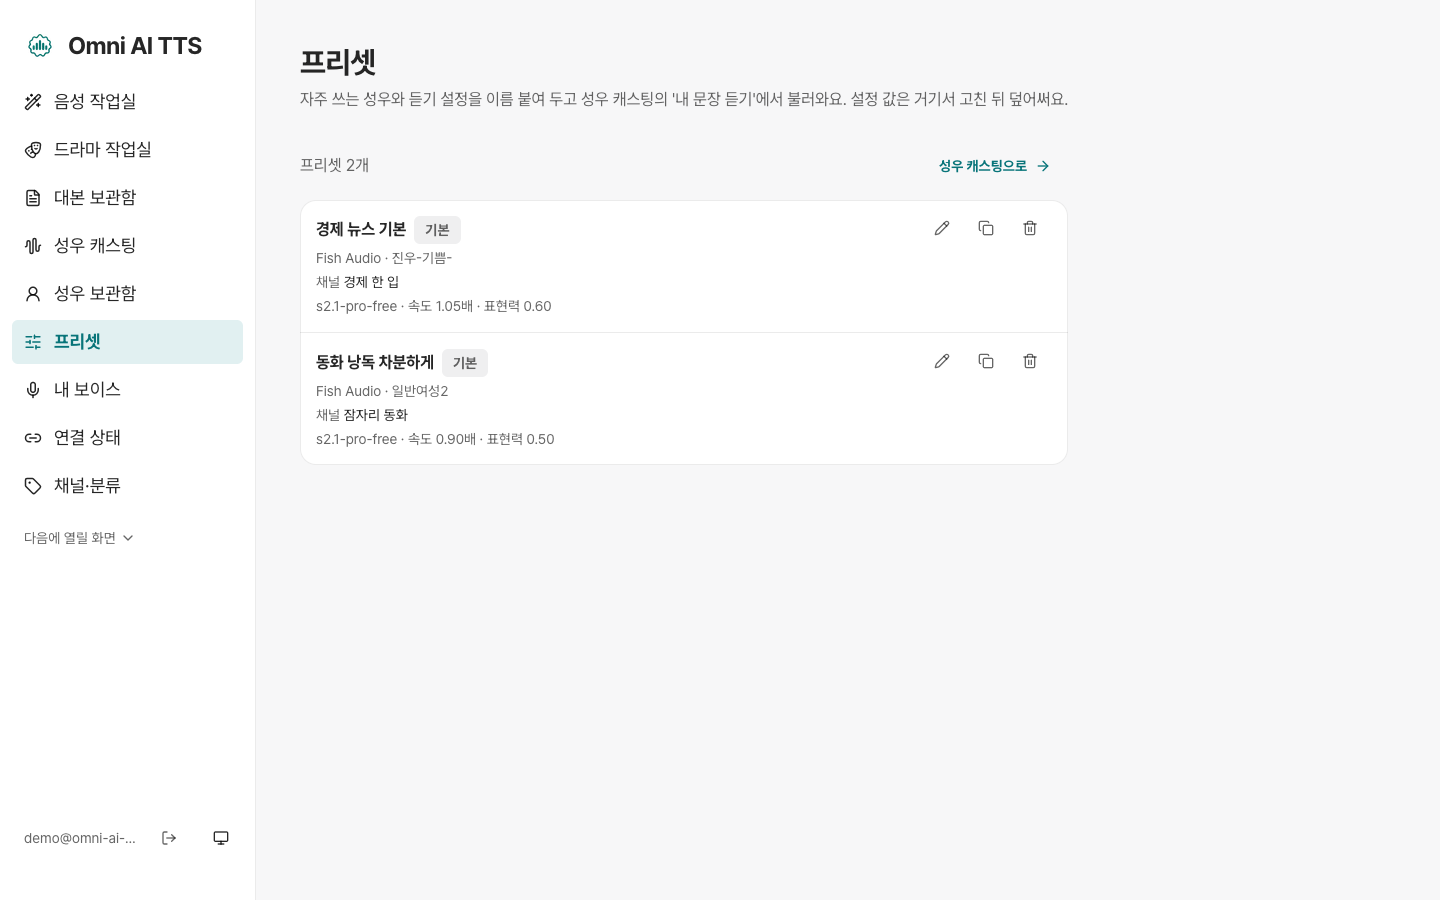 Omni AI TTS
음성 작업실
드라마 작업실
대본 보관함
성우 캐스팅
성우 보관함
프리셋
내 보이스
연결 상태
채널·분류
다음에 열릴 화면
demo@omni-ai-...
프리셋
자주 쓰는 성우와 듣기 설정을 이름 붙여 두고 성우 캐스팅의 '내 문장 듣기'에서 불러와요. 설정 값은 거기서 고친 뒤 덮어써요.
프리셋 2개
성우 캐스팅으로
경제 뉴스 기본 기본
Fish Audio · 진우-기쁨-
채널 경제 한 입
s2.1-pro-free · 속도 1.05배 · 표현력 0.60
동화 낭독 차분하게 기본
Fish Audio · 일반여성2
채널 잠자리 동화
s2.1-pro-free · 속도 0.90배 · 표현력 0.50